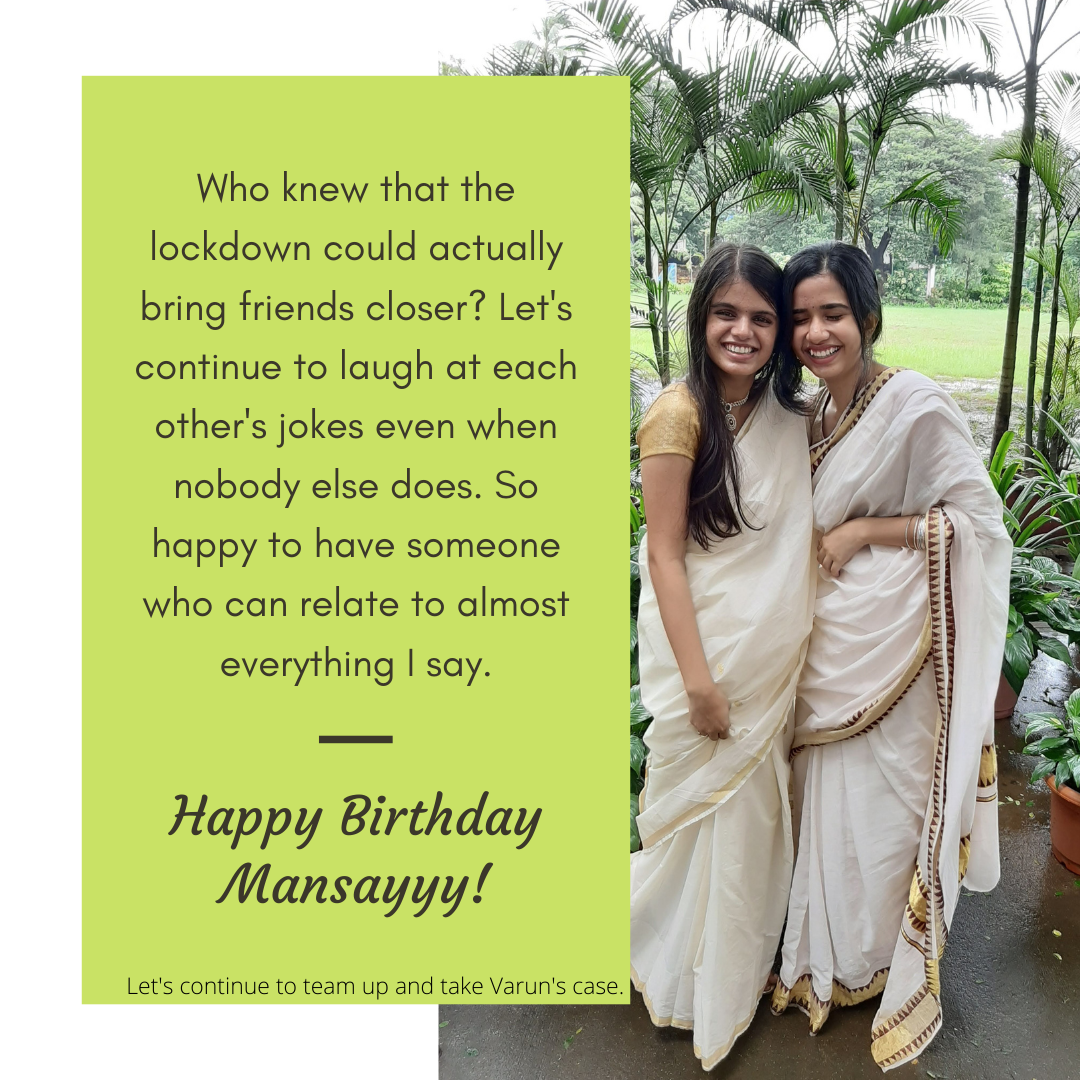 Who knew that the
lockdown could actually
bring friends closer? Let's
continue to laugh at each
other's jokes even when
nobody else does. So
happy to have someone
who can relate to almost
everything I say.
Happy Birthday
Mansayyy!
Let's continue to team up and take Varun's case.